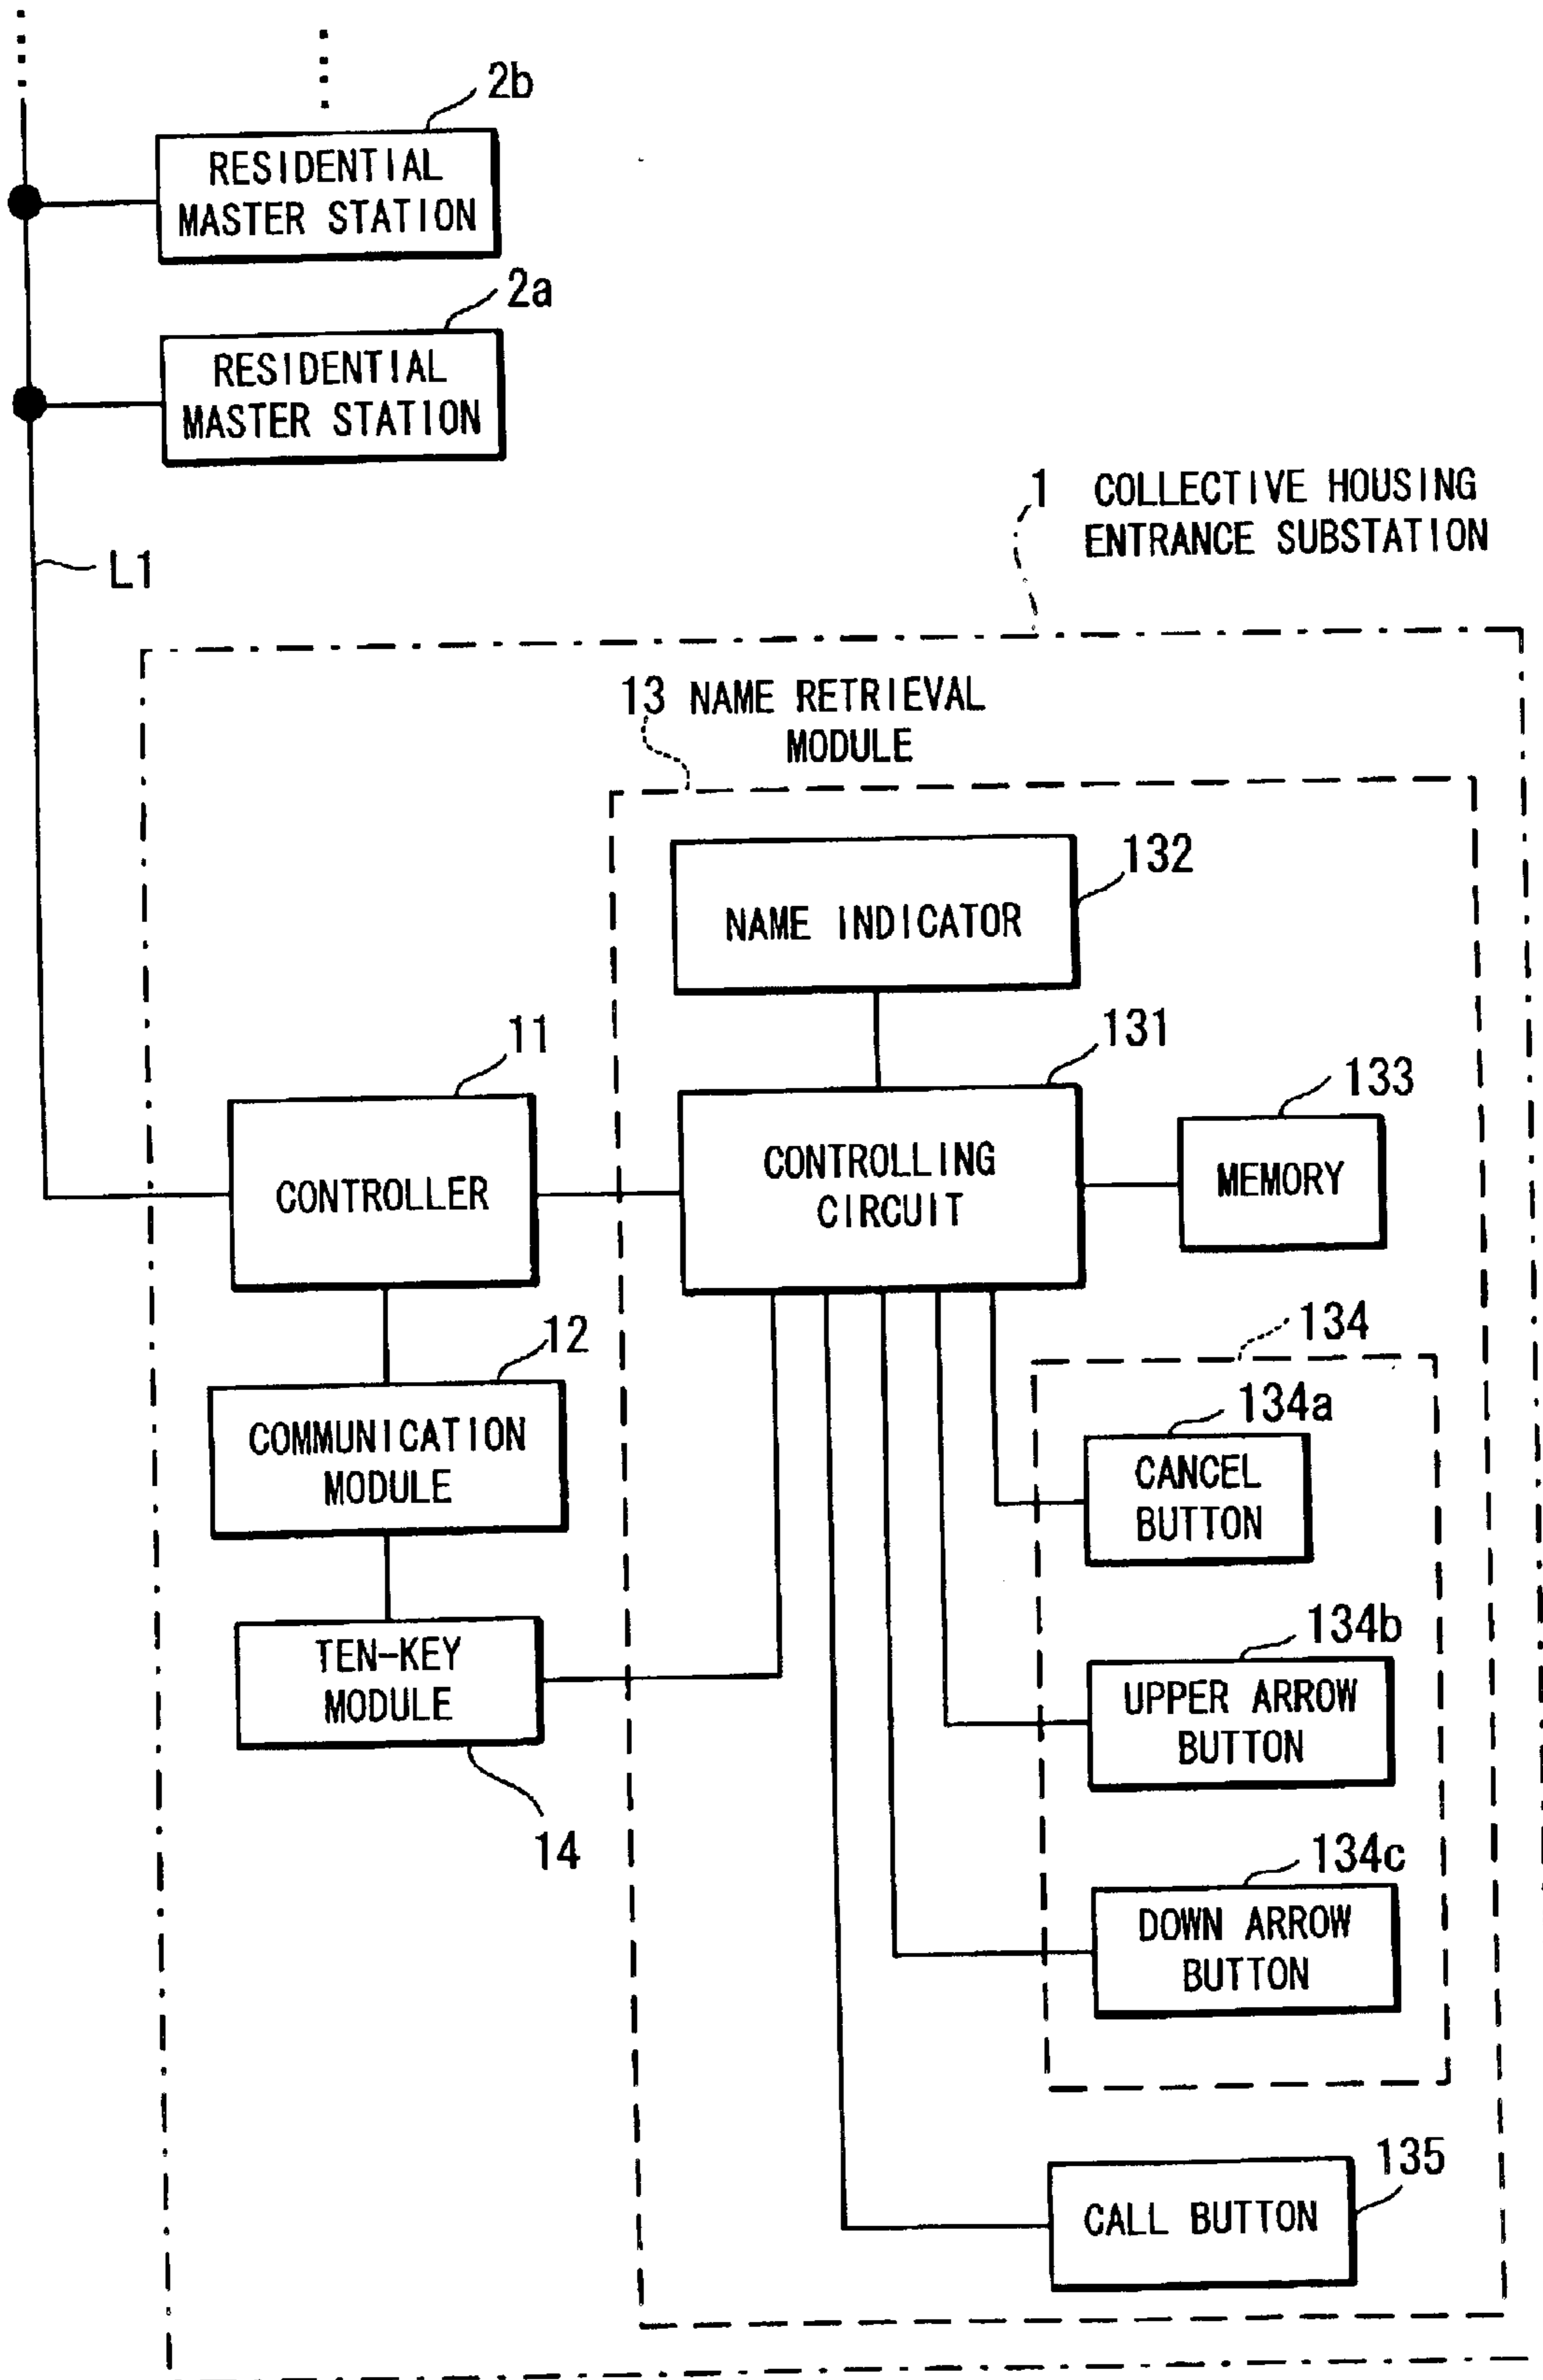 2b
RESIDENTIAL
MASTER STATION
2a
RESIDENTIAL
MASTER STATION
L1
1 COLLECTIVE HOUSING
ENTRANCE SUBSTATION
13 NAME RETRIEVAL
MODULE
132
NAME INDICATOR
11
131
133
CONTROLLER
CONTROLLING
CIRCUIT
MEMORY
12
COMMUNICATION
MODULE
134
134a
CANCEL
BUTTON
TEN-KEY
MODULE
14
134b
UPPER ARROW
BUTTON
134c
DOWN ARROW
BUTTON
135
CALL BUTTON